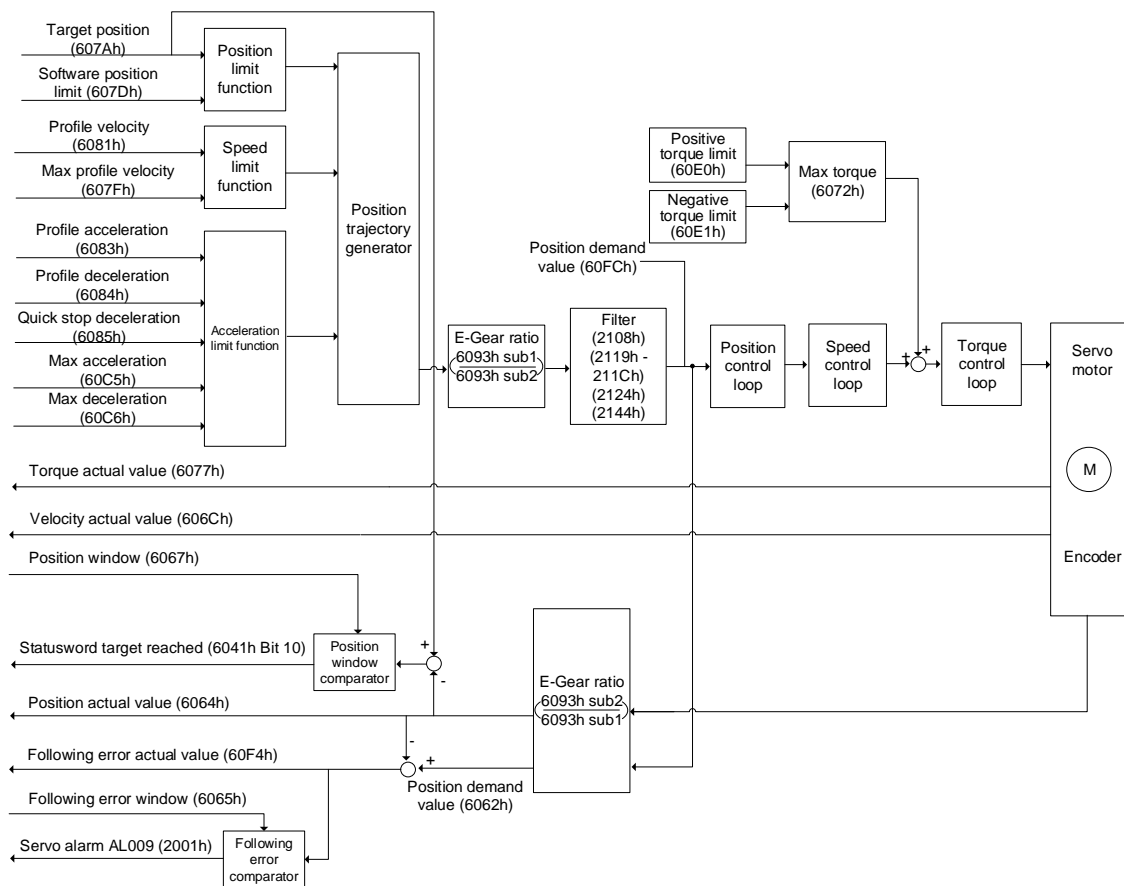 Target position
(607Ah)
Software position
limit (607Dh)
Position
limit
function
Profile velocity
(6081h)
Max profile velocity
(607Fh)
Speed
limit
function
Profile acceleration
(6083h)
Profile deceleration
(6084h)
Quick stop deceleration
(6085h)
Max acceleration
(60C5h)
Max deceleration
(60C6h)
Acceleration
limit function
Position
trajectory
generator
E-Gear ratio
(6093h sub1
6093h sub2)
Filter
(2108h)
(2119h -
211Ch)
(2124h)
(2144h)
Position demand
value (60FCh)
Positive
torque limit
(60E0h)
Negative
torque limit
(60E1h)
Max torque
(6072h)
Position
control
loop
Speed
control
loop
+
+
Torque
control
loop
Servo
motor
M
Encoder
Torque actual value (6077h)
Velocity actual value (606Ch)
Position window (6067h)
Statusword target reached (6041h Bit 10)
Position
window
comparator
+
-
Position actual value (6064h)
E-Gear ratio
(6093h sub2
6093h sub1)
Following error actual value (60F4h)
-
+
Position demand
value (6062h)
Following error window (6065h)
Servo alarm AL009 (2001h)
Following
error
comparator